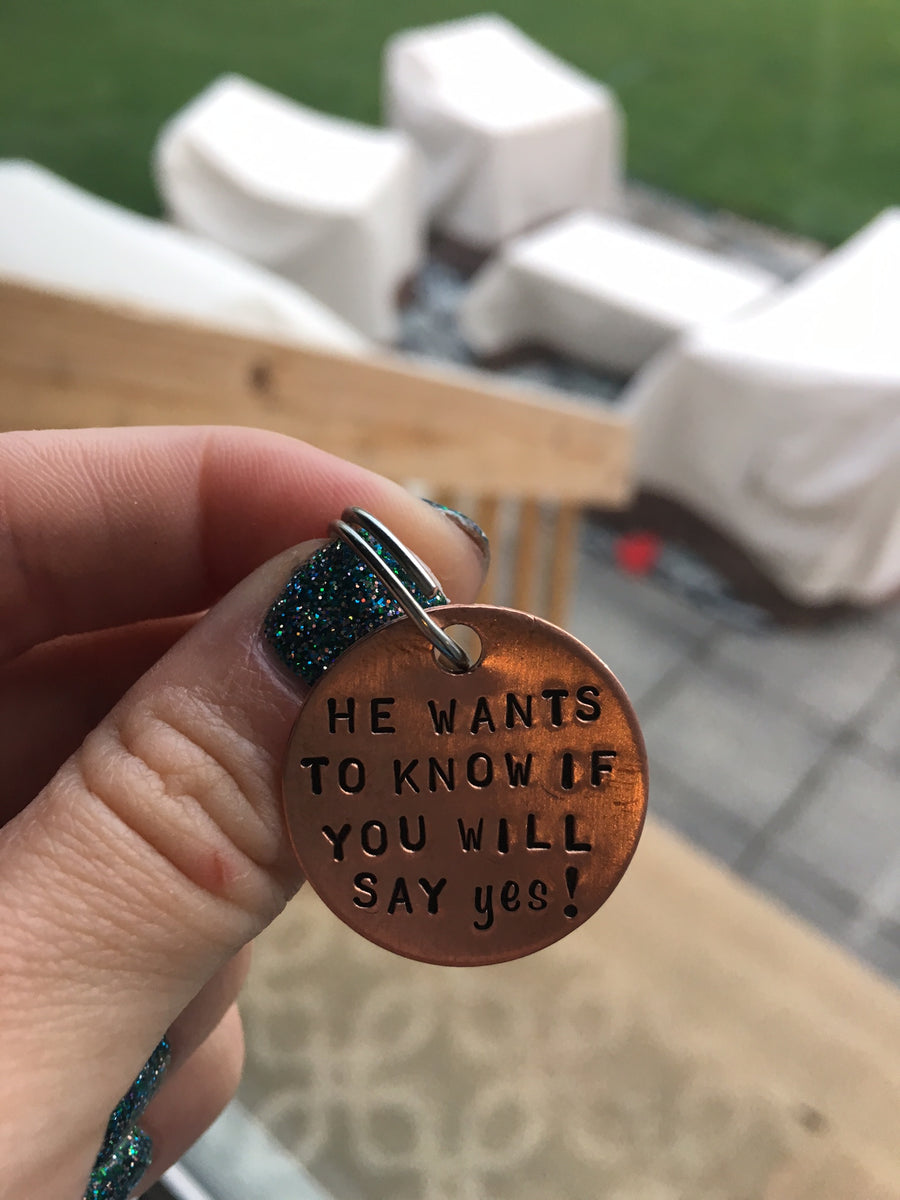 HE WANTS
TO KNOW IF
YOU WILL
SAY yes!